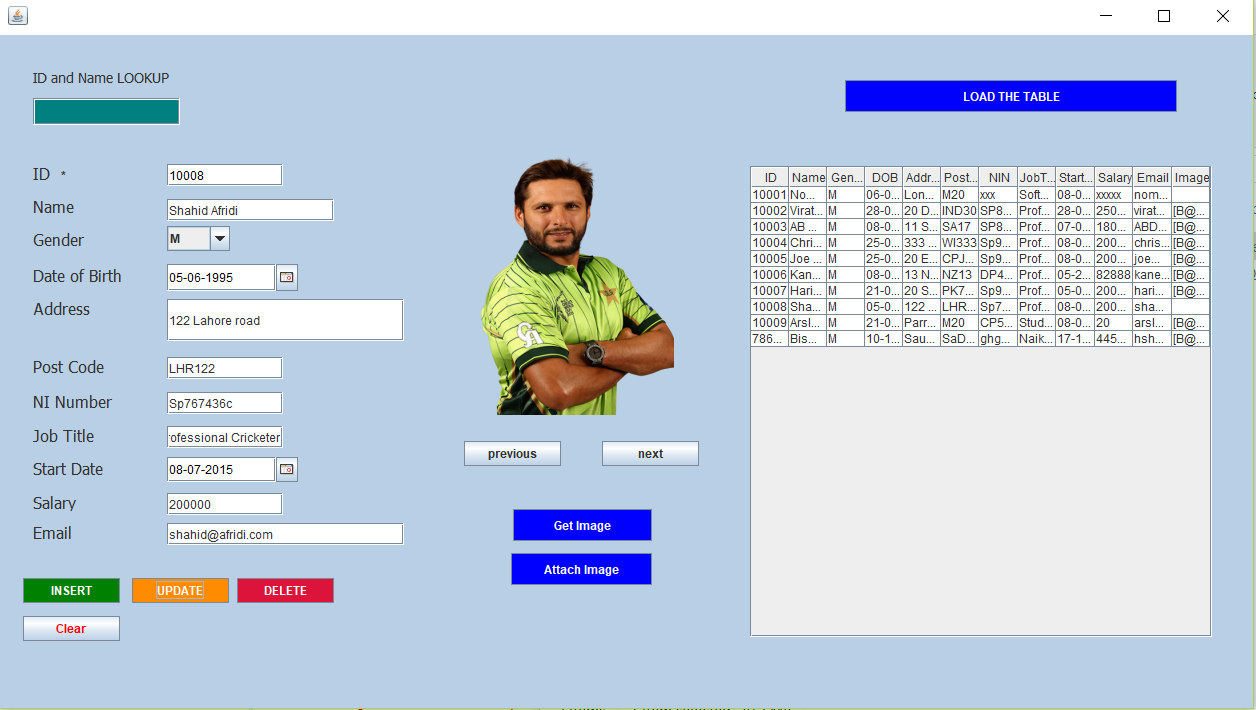 ID and Name LOOKUP
LOAD THE TABLE
ID * 10008
Name Shahid Afridi
Gender M
Date of Birth 05-06-1995
Address 122 Lahore road
Post Code LHR122
NI Number Sp767436c
Job Title rofessional Cricketer
Start Date 08-07-2015
Salary 200000
Email shahid@afridi.com
INSERT UPDATE DELETE
Clear
CA
previous next
Get Image
Attach Image
ID Name Gen... DOB Addr... Post... NIN JobT... Start... Salary Email Image
10001 No... M 06-0... Lon... M20 xxx Soft... 08-0... xxxxx nom...
10002 Virat... M 28-0... 20 D... IND30 SP8... Prof... 28-0... 250... virat... [B@...
10003 AB ... M 08-0... 11 S... SA17 SP8... Prof... 07-0... 180... ABD... [B@...
10004 Chri... M 25-0... 333 ... WI333 Sp9... Prof... 08-0... 200... chris... [B@...
10005 Joe ... M 25-0... 20 E... CPJ... Sp9... Prof... 08-0... 200... joe... [B@...
10006 Kan... M 08-0... 13 N... NZ13 DP4... Prof... 05-2... 82888 kane... [B@...
10007 Hari... M 21-0... 20 S... PK7... Sp9... Prof... 05-0... 200... hari... [B@...
10008 Sha... M 05-0... 122 ... LHR... Sp7... Prof... 08-0... 200... sha...
10009 Arsl... M 21-0... Parr... M20 CP5... Stud... 08-0... 20 arsl... [B@...
786... Bis... M 10-1... Sau... SaD... ghg... Naik... 17-1... 445... hsh... [B@...